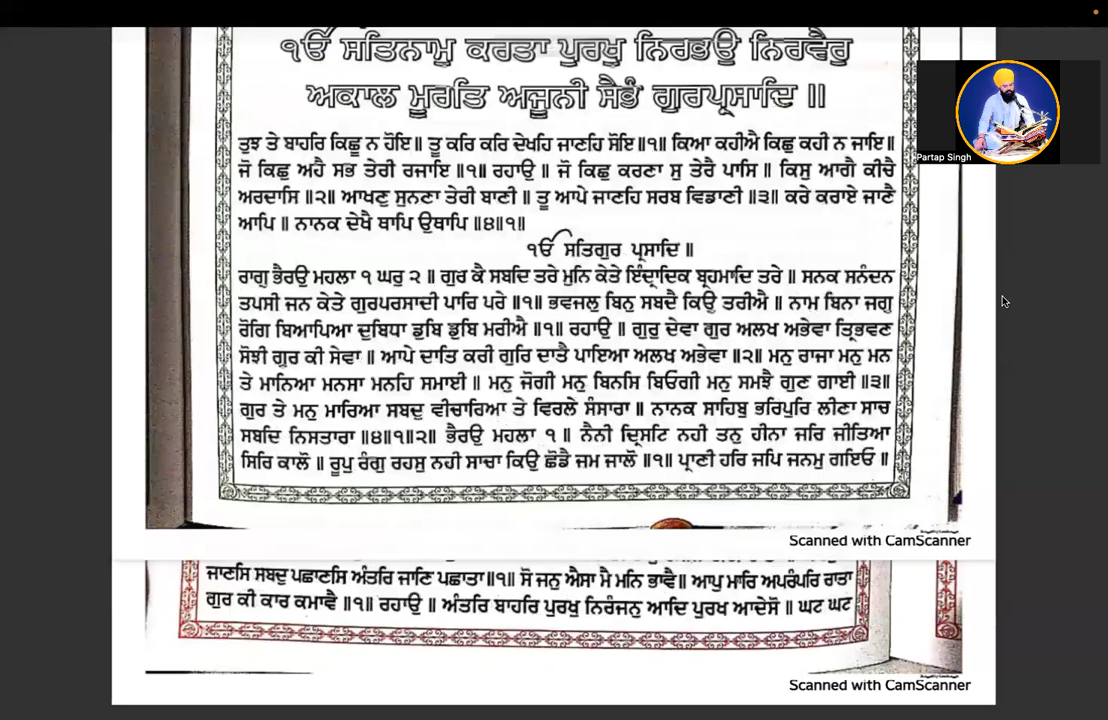 ੴ ਸਤਿਨਾਮੁ ਕਰਤਾ ਪੁਰਖੁ ਨਿਰਭਉ ਨਿਰਵੈਰੁ
ਅਕਾਲ ਮੂਰਤਿ ਅਜੂਨੀ ਸੈਭੰ ਗੁਰਪ੍ਰਸਾਦਿ ॥
ਤੁਝ ਤੇ ਬਾਹਰਿ ਕਿਛੂ ਨ ਹੋਇ॥ ਤੂ ਕਰਿ ਕਰਿ ਦੇਖਹਿ ਜਾਣਹਿ ਸੋਇ॥੧॥ ਕਿਆ ਕਹੀਐ ਕਿਛੁ ਕਹੀ ਨ ਜਾਇ॥
ਜੋ ਕਿਛੁ ਅਹੈ ਸਭ ਤੇਰੀ ਰਜਾਇ ॥੧॥ ਰਹਾਉ ॥ ਜੋ ਕਿਛੁ ਕਰਣਾ ਸੁ ਤੇਰੈ ਪਾਸਿ ॥ ਕਿਸੁ ਆਗੈ ਕੀਚੈ
ਅਰਦਾਸਿ ॥੨॥ ਆਖਣੁ ਸੁਨਣਾ ਤੇਰੀ ਬਾਣੀ ॥ ਤੂ ਆਪੇ ਜਾਣਹਿ ਸਰਬ ਵਿਡਾਣੀ ॥੩॥ ਕਰੇ ਕਰਾਏ ਜਾਣੈ
ਆਪਿ ॥ ਨਾਨਕ ਦੇਖੈ ਥਾਪਿ ਉਥਾਪਿ ॥੪॥੧॥
ੴ ਸਤਿਗੁਰ ਪ੍ਰਸਾਦਿ ॥
ਰਾਗੁ ਭੈਰਉ ਮਹਲਾ ੧ ਘਰੁ ੨ ॥ ਗੁਰ ਕੈ ਸਬਦਿ ਤਰੇ ਮੁਨਿ ਕੇਤੇ ਇੰਦ੍ਰਾਦਿਕ ਬ੍ਰਹਮਾਦਿ ਤਰੇ ॥ ਸਨਕ ਸਨੰਦਨ
ਤਪਸੀ ਜਨ ਕੇਤੇ ਗੁਰਪਰਸਾਦੀ ਪਾਰਿ ਪਰੇ ॥੧॥ ਭਵਜਲੁ ਬਿਨੁ ਸਬਦੈ ਕਿਉ ਤਰੀਐ ॥ ਨਾਮ ਬਿਨਾ ਜਗੁ
ਰੋਗਿ ਬਿਆਪਿਆ ਦੁਬਿਧਾ ਡੁਬਿ ਡੁਬਿ ਮਰੀਐ ॥੧॥ ਰਹਾਉ ॥ ਗੁਰੁ ਦੇਵਾ ਗੁਰ ਅਲਖ ਅਭੇਵਾ ਤ੍ਰਿਭਵਣ
ਸੋਝੀ ਗੁਰ ਕੀ ਸੇਵਾ ॥ ਆਪੇ ਦਾਤਿ ਕਰੀ ਗੁਰਿ ਦਾਤੈ ਪਾਇਆ ਅਲਖ ਅਭੇਵਾ ॥੨॥ ਮਨੁ ਰਾਜਾ ਮਨੁ ਮਨ
ਤੇ ਮਾਨਿਆ ਮਨਸਾ ਮਨਹਿ ਸਮਾਈ ॥ ਮਨੁ ਜੋਗੀ ਮਨੁ ਬਿਨਸਿ ਬਿਓਗੀ ਮਨੁ ਸਮਝੈ ਗੁਣ ਗਾਈ ॥੩॥
ਗੁਰ ਤੇ ਮਨੁ ਮਾਰਿਆ ਸਬਦੁ ਵੀਚਾਰਿਆ ਤੇ ਵਿਰਲੇ ਸੰਸਾਰਾ ॥ ਨਾਨਕ ਸਾਹਿਬੁ ਭਰਿਪੁਰਿ ਲੀਣਾ ਸਾਚ
ਸਬਦਿ ਨਿਸਤਾਰਾ ॥੪॥੧॥੨॥ ਭੈਰਉ ਮਹਲਾ ੧ ॥ ਨੈਨੀ ਦ੍ਰਿਸਟਿ ਨਹੀ ਤਨੁ ਹੀਨਾ ਜਰਿ ਜੀਤਿਆ
ਸਿਰਿ ਕਾਲੋ ॥ ਰੂਪੁ ਰੰਗੁ ਰਹਸੁ ਨਹੀ ਸਾਚਾ ਕਿਉ ਛੋਡੈ ਜਮ ਜਾਲੋ ॥੧॥ ਪ੍ਰਾਣੀ ਹਰਿ ਜਪਿ ਜਨਮੁ ਗਇਓ ॥
Scanned with CamScanner
ਜਾਣਸਿ ਸਬਦੁ ਪਛਾਣਸਿ ਅੰਤਰਿ ਜਾਣਿ ਪਛਾਤਾ॥੧॥ ਸੋ ਜਨੁ ਐਸਾ ਮੈ ਮਨਿ ਭਾਵੈ॥ ਆਪੁ ਮਾਰਿ ਅਪਰੰਪਰਿ ਰਾਤਾ
ਗੁਰ ਕੀ ਕਾਰ ਕਮਾਵੈ ॥੧॥ ਰਹਾਉ ॥ ਅੰਤਰਿ ਬਾਹਰਿ ਪੁਰਖੁ ਨਿਰੰਜਨੁ ਆਦਿ ਪੁਰਖ ਆਦੇਸੋ ॥ ਘਟ ਘਟ
Scanned with CamScanner
Partap Singh